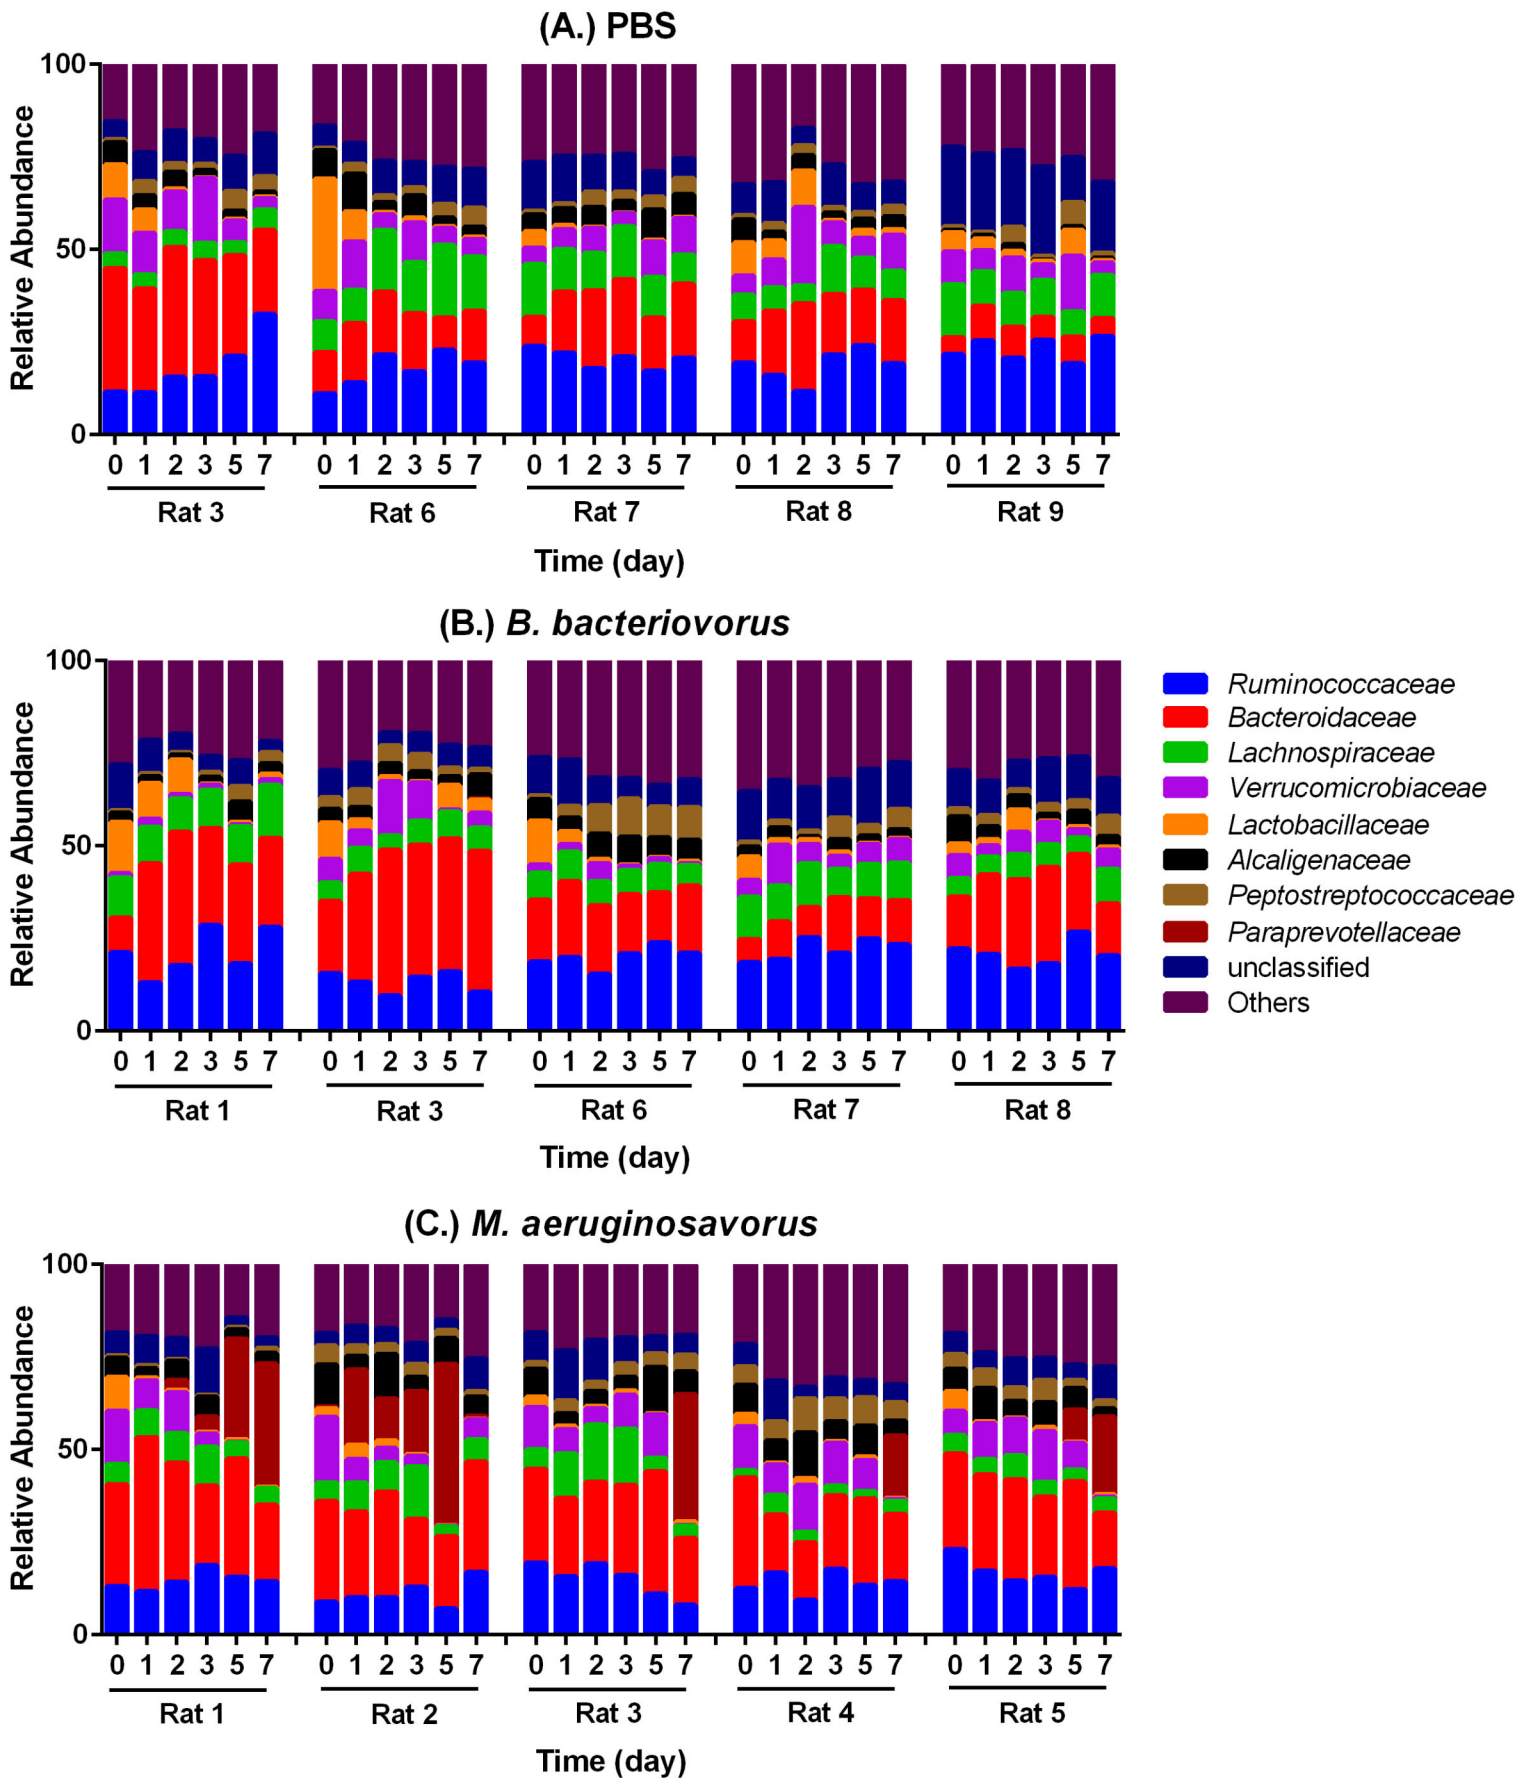 (A.) PBS
100
50
0
Relative Abundance
0 1 2 3 5 7 0 1 2 3 5 7 0 1 2 3 5 7 0 1 2 3 5 7 0 1 2 3 5 7
Rat 3 Rat 6 Rat 7 Rat 8 Rat 9
Time (day)
(B.) B. bacteriovorus
100
50
0
Relative Abundance
0 1 2 3 5 7 0 1 2 3 5 7 0 1 2 3 5 7 0 1 2 3 5 7 0 1 2 3 5 7
Rat 1 Rat 3 Rat 6 Rat 7 Rat 8
Time (day)
Ruminococcaceae
Bacteroidaceae
Lachnospiraceae
Verrucomicrobiaceae
Lactobacillaceae
Alcaligenaceae
Peptostreptococcaceae
Paraprevotellaceae
unclassified
Others
(C.) M. aeruginosavorus
100
50
0
Relative Abundance
0 1 2 3 5 7 0 1 2 3 5 7 0 1 2 3 5 7 0 1 2 3 5 7 0 1 2 3 5 7
Rat 1 Rat 2 Rat 3 Rat 4 Rat 5
Time (day)